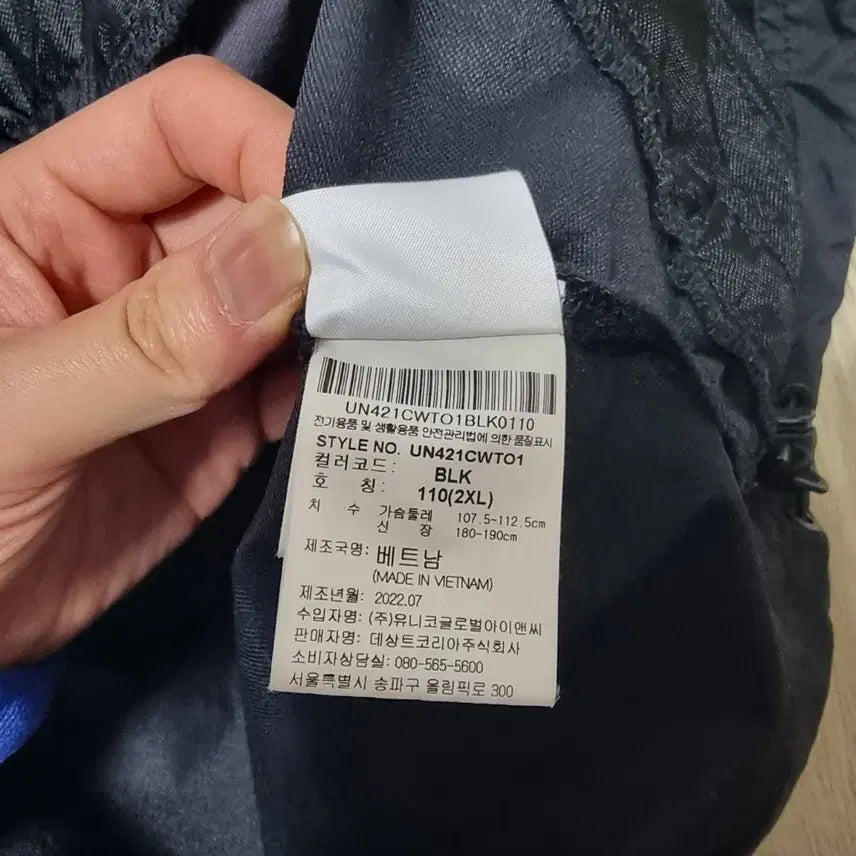 UN421CWTO1BLK0110
전기용품 및 생활용품 안전관리법에 의한 품질표시
STYLE NO. UN421CWTO1
컬러코드: BLK
호 칭: 110(2XL)
치 수 가슴둘레 107.5~112.5cm
신 장 180-190cm
제조국명: 베트남
(MADE IN VIETNAM)
제조년월: 2022.07
수입자명: (주)유니코글로벌아이앤씨
판매자명: 데상트코리아주식회사
소비자상담실: 080-565-5600
서울특별시 송파구 올림픽로 300